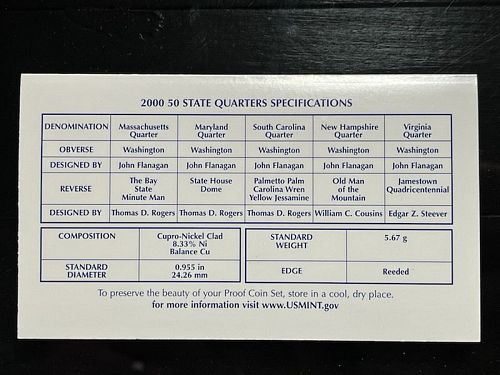 2000 50 STATE QUARTERS SPECIFICATIONS
DENOMINATION Massachusetts Quarter Maryland Quarter South Carolina Quarter New Hampshire Quarter Virginia Quarter
OBVERSE Washington Washington Washington Washington Washington
DESIGNED BY John Flanagan John Flanagan John Flanagan John Flanagan John Flanagan
REVERSE The Bay State Minute Man State House Dome Palmetto Palm Carolina Wren Yellow Jessamine Old Man of the Mountain Jamestown Quadricentennial
DESIGNED BY Thomas D. Rogers Thomas D. Rogers Thomas D. Rogers William C. Cousins Edgar Z. Steever
COMPOSITION Cupro-Nickel Clad 8.33% Ni Balance Cu
STANDARD DIAMETER 0.955 in 24.26 mm
STANDARD WEIGHT 5.67 g
EDGE Reeded
To preserve the beauty of your Proof Coin Set, store in a cool, dry place.
for more information visit www.USMINT.gov